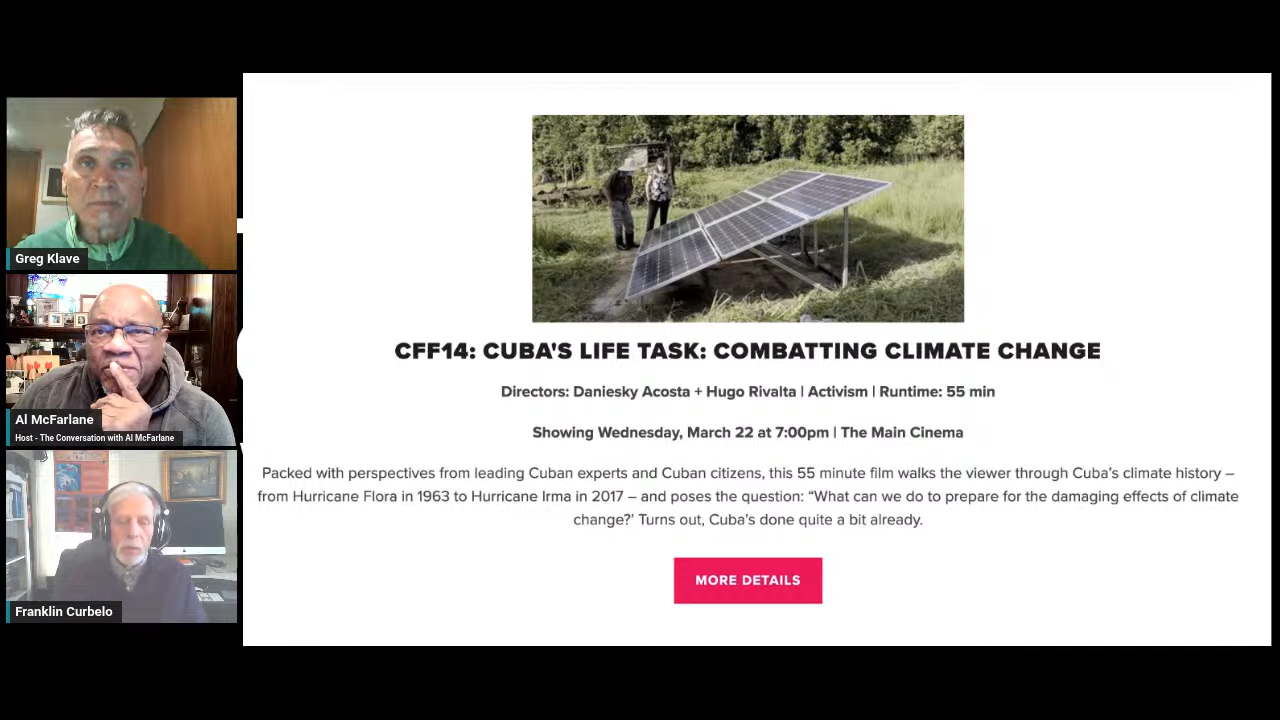 Greg Klave
Al McFarlane
Host - The Conversation with Al McFarlane
Franklin Curbelo
CFF14: CUBA'S LIFE TASK: COMBATTING CLIMATE CHANGE
Directors: Daniesky Acosta + Hugo Rivalta | Activism | Runtime: 55 min
Showing Wednesday, March 22 at 7:00pm | The Main Cinema
Packed with perspectives from leading Cuban experts and Cuban citizens, this 55 minute film walks the viewer through Cuba’s climate history –
from Hurricane Flora in 1963 to Hurricane Irma in 2017 – and poses the question: “What can we do to prepare for the damaging effects of climate
change?’ Turns out, Cuba’s done quite a bit already.
MORE DETAILS